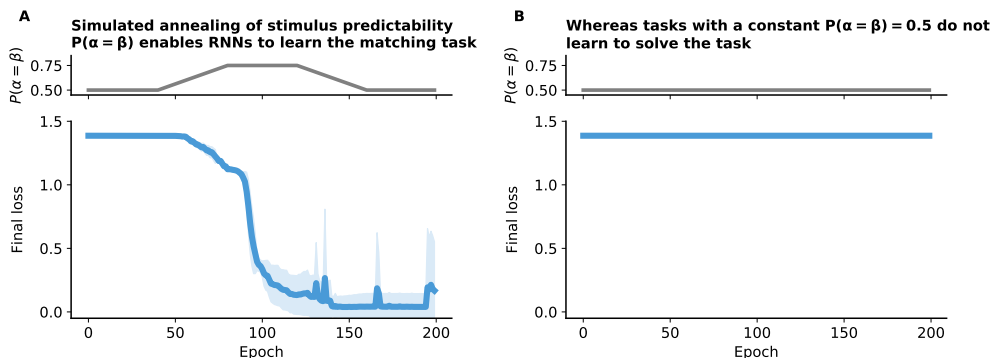 A
Simulated annealing of stimulus predictability
P(α = β) enables RNNs to learn the matching task
P(α = β)
0.75
0.50
1.5
1.0
0.5
0.0
Final loss
0 50 100 150 200
Epoch
B
Whereas tasks with a constant P(α = β) = 0.5 do not
learn to solve the task
P(α = β)
0.75
0.50
1.5
1.0
0.5
0.0
Final loss
0 50 100 150 200
Epoch